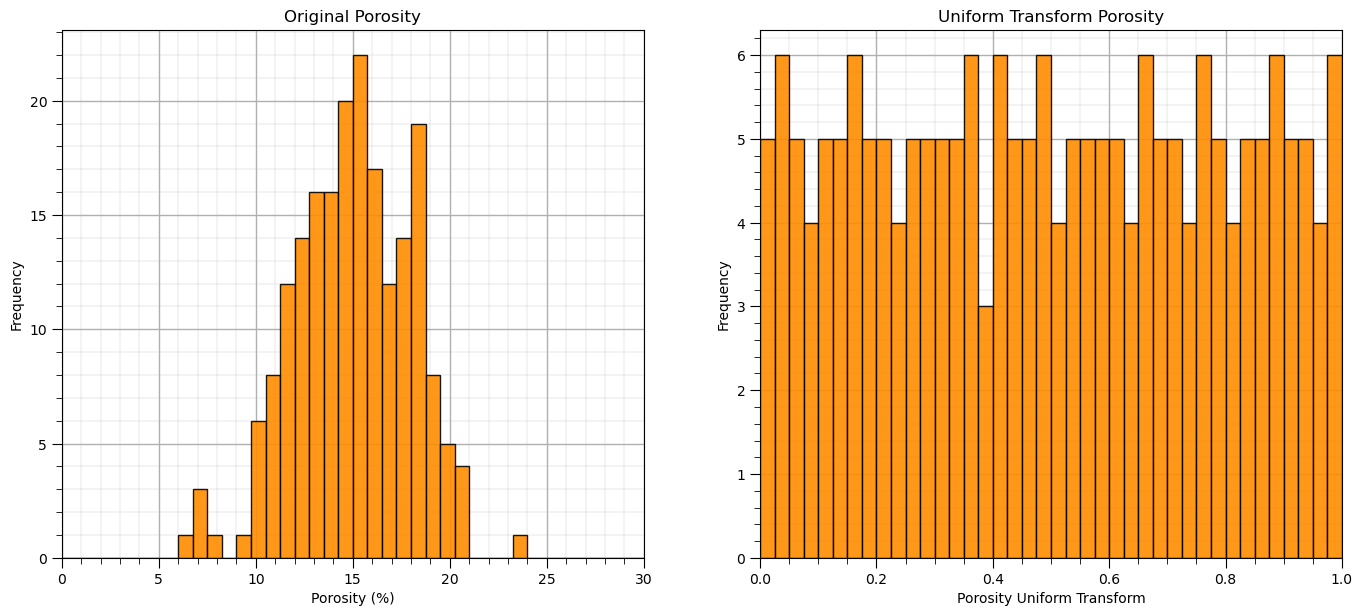 Original Porosity
Frequency
20
15
10
5
0
0 5 10 15 20 25 30
Porosity (%)
Uniform Transform Porosity
Frequency
6
5
4
3
2
1
0
0.0 0.2 0.4 0.6 0.8 1.0
Porosity Uniform Transform